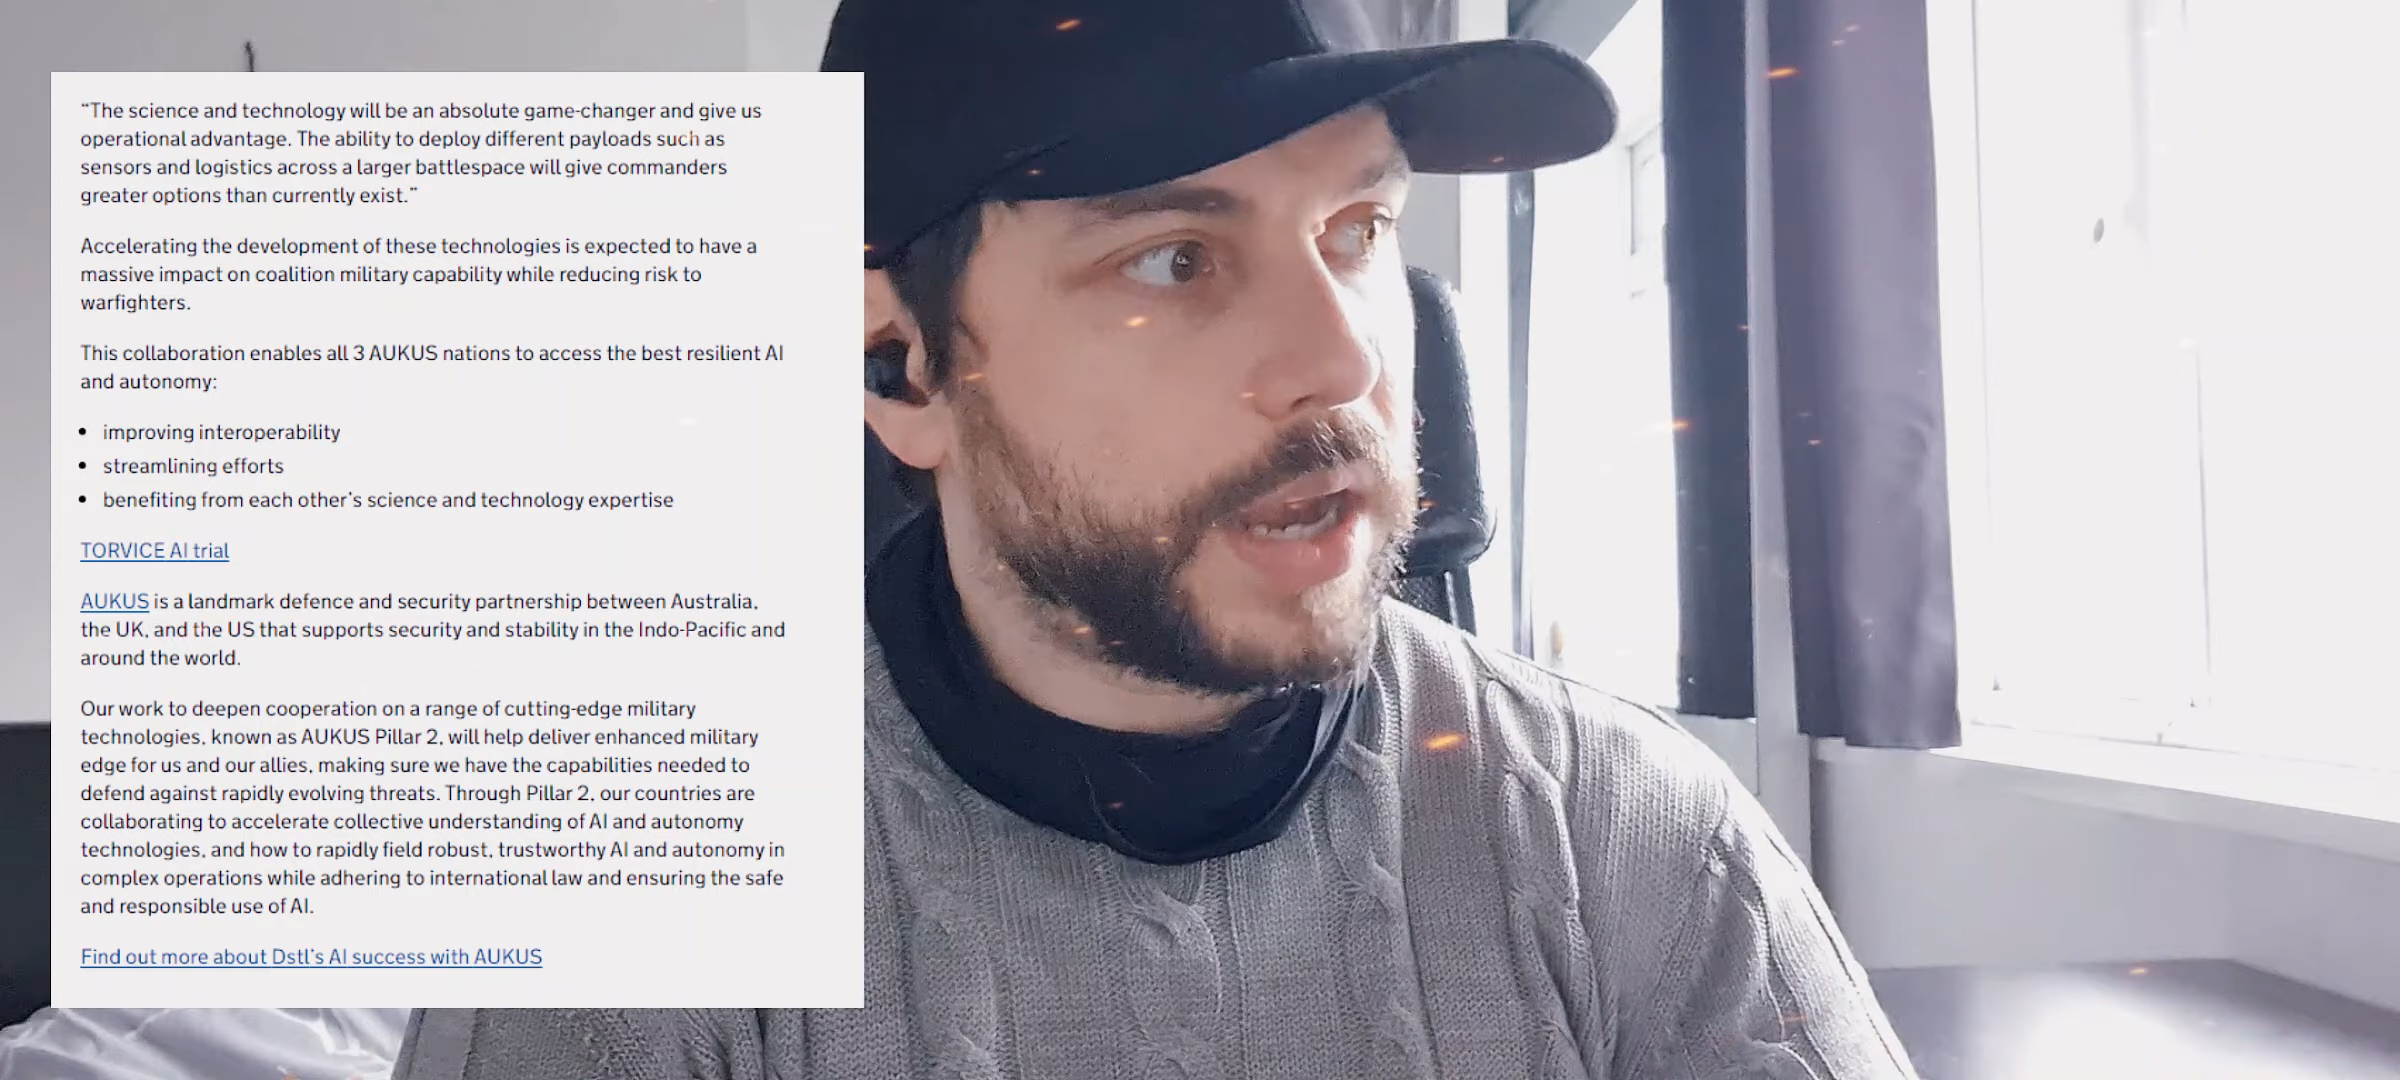 “The science and technology will be an absolute game-changer and give us
operational advantage. The ability to deploy different payloads such as
sensors and logistics across a larger battlespace will give commanders
greater options than currently exist.”
Accelerating the development of these technologies is expected to have a
massive impact on coalition military capability while reducing risk to
warfighters.
This collaboration enables all 3 AUKUS nations to access the best resilient AI
and autonomy:
• improving interoperability
• streamlining efforts
• benefiting from each other’s science and technology expertise
TORVICE AI trial
AUKUS is a landmark defence and security partnership between Australia,
the UK, and the US that supports security and stability in the Indo-Pacific and
around the world.
Our work to deepen cooperation on a range of cutting-edge military
technologies, known as AUKUS Pillar 2, will help deliver enhanced military
edge for us and our allies, making sure we have the capabilities needed to
defend against rapidly evolving threats. Through Pillar 2, our countries are
collaborating to accelerate collective understanding of AI and autonomy
technologies, and how to rapidly field robust, trustworthy AI and autonomy in
complex operations while adhering to international law and ensuring the safe
and responsible use of AI.
Find out more about Dstl’s AI success with AUKUS